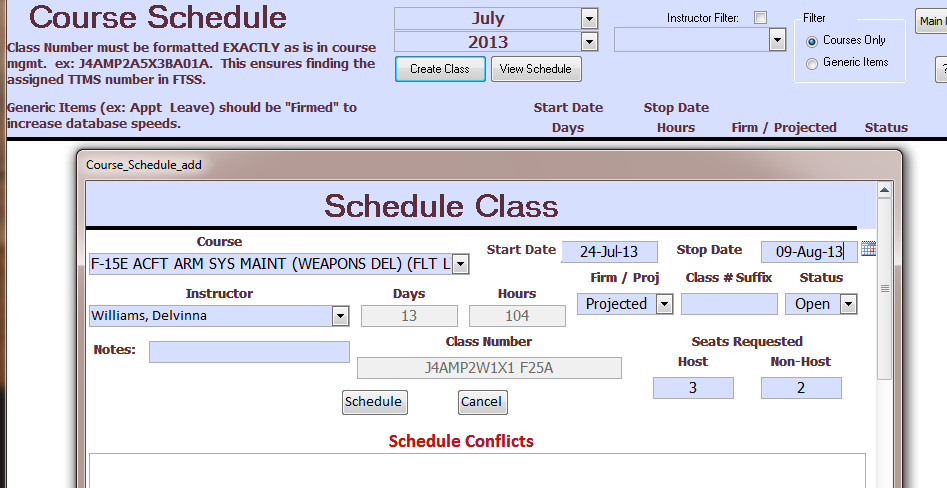 Course Schedule
July
2013
Instructor Filter:
Filter
Courses Only
Generic Items
Main
Class Number must be formatted EXACTLY as is in course
mgmt. ex: J4AMP2A5X3BA01A. This ensures finding the
assigned TTMS number in FTSS.
Create Class
View Schedule
?
Generic Items (ex: Appt Leave) should be "Firmed" to
increase database speeds.
Start Date
Stop Date
Days
Hours
Firm / Projected
Status
Course_Schedule_add
Schedule Class
Course
F-15E ACFT ARM SYS MAINT (WEAPONS DEL) (FLT L
Start Date
24-Jul-13
Stop Date
09-Aug-13
Instructor
Williams, Delvinna
Days
13
Hours
104
Firm / Proj
Projected
Class # Suffix
Status
Open
Notes:
Class Number
J4AMP2W1X1 F25A
Seats Requested
Host
Non-Host
3
2
Schedule
Cancel
Schedule Conflicts